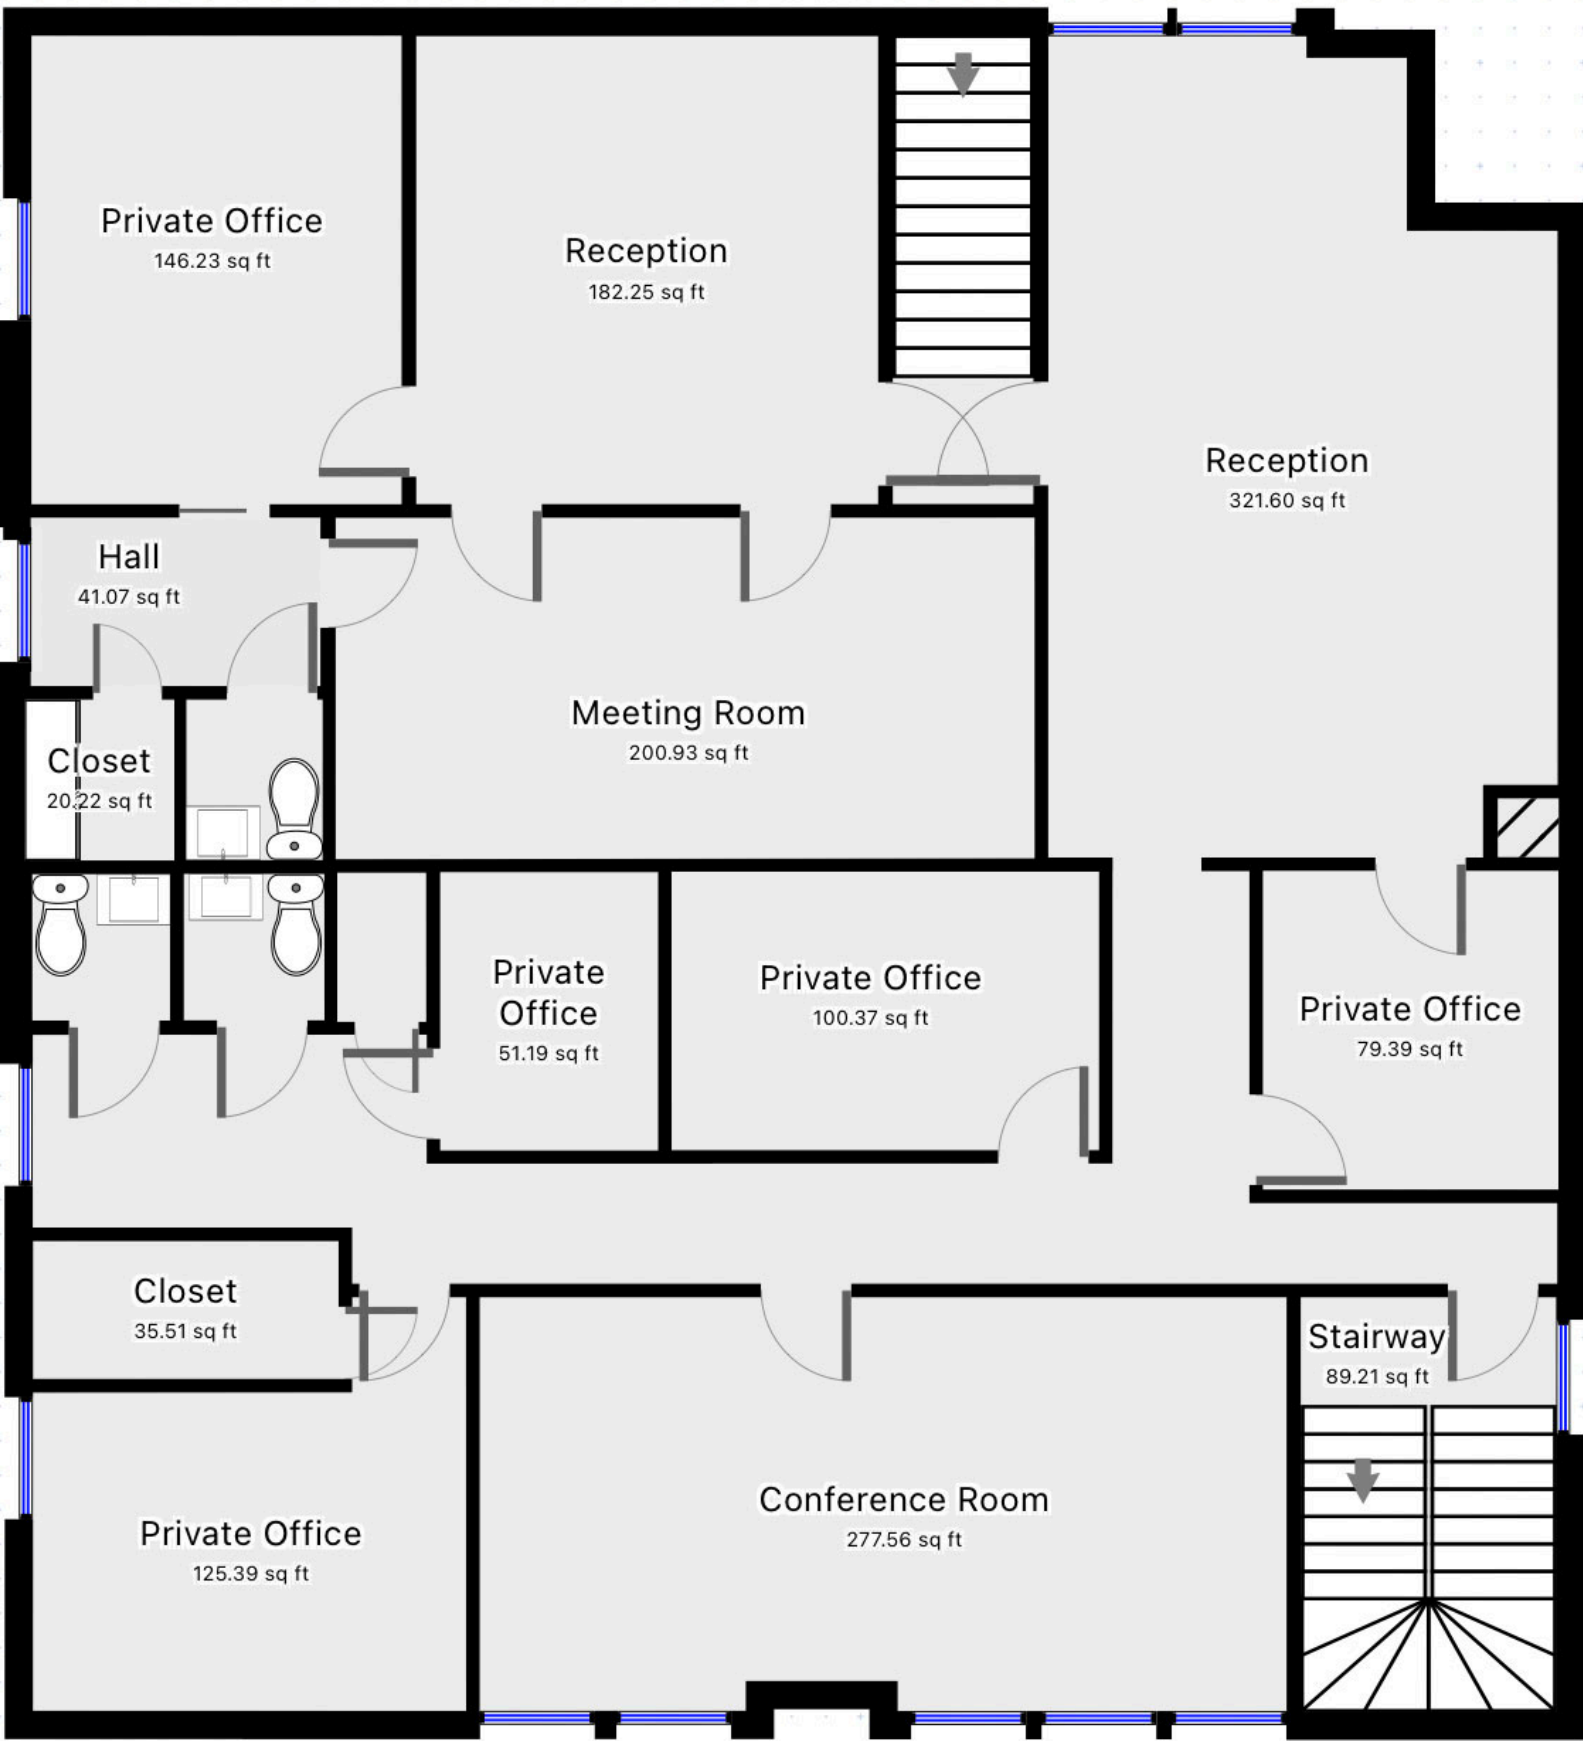 Private Office
146.23 sq ft
Reception
182.25 sq ft
Reception
321.60 sq ft
Hall
41.07 sq ft
Meeting Room
200.93 sq ft
Closet
20.22 sq ft
Private
Office
51.19 sq ft
Private Office
100.37 sq ft
Private Office
79.39 sq ft
Closet
35.51 sq ft
Stairway
89.21 sq ft
Private Office
125.39 sq ft
Conference Room
277.56 sq ft